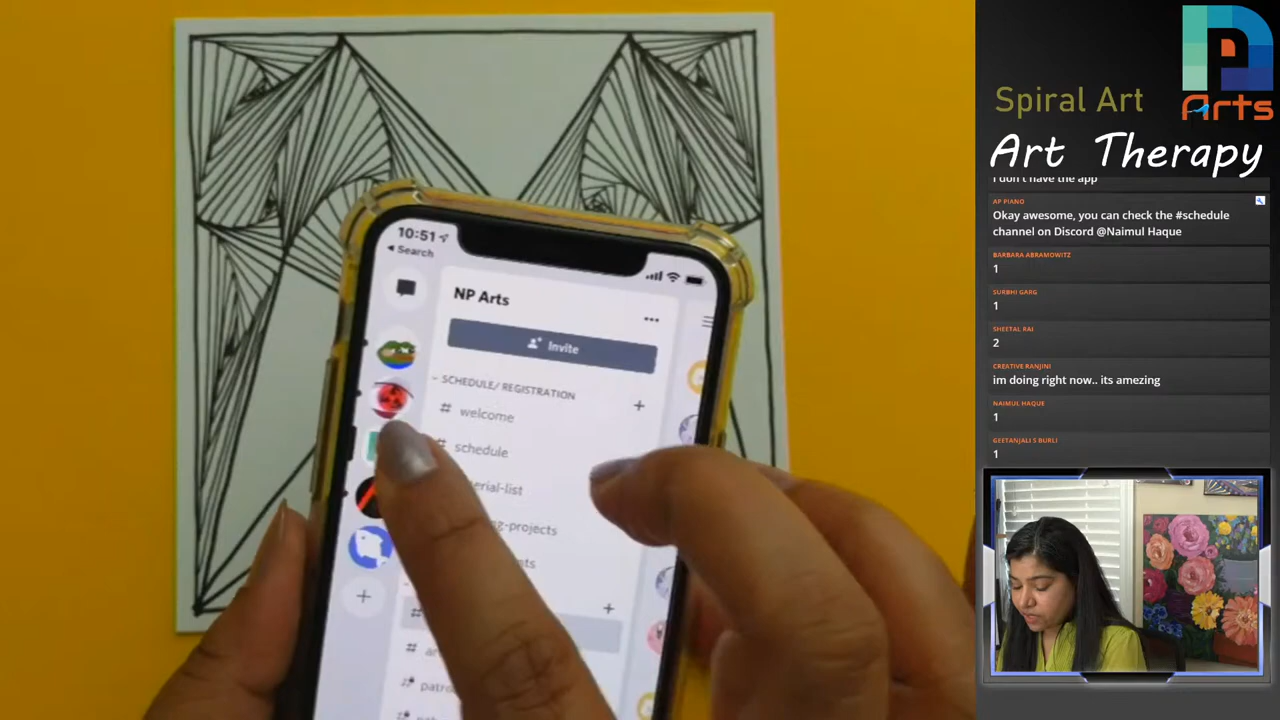 10:51
Search
NP Arts
Invite
SCHEDULE/ REGISTRATION
# welcome
schedule
Spiral Art
Arts
Art Therapy
I don't have the app
AP PIANO
Okay awesome, you can check the #schedule
channel on Discord @Naimul Haque
BARBARA ABRAMOWITZ
1
SURBHI GARG
1
SHEETAL RAI
2
CREATIVE RANJINI
im doing right now.. its amezing
NAIMUL HAQUE
1
GEETANJALI S BURLI
1